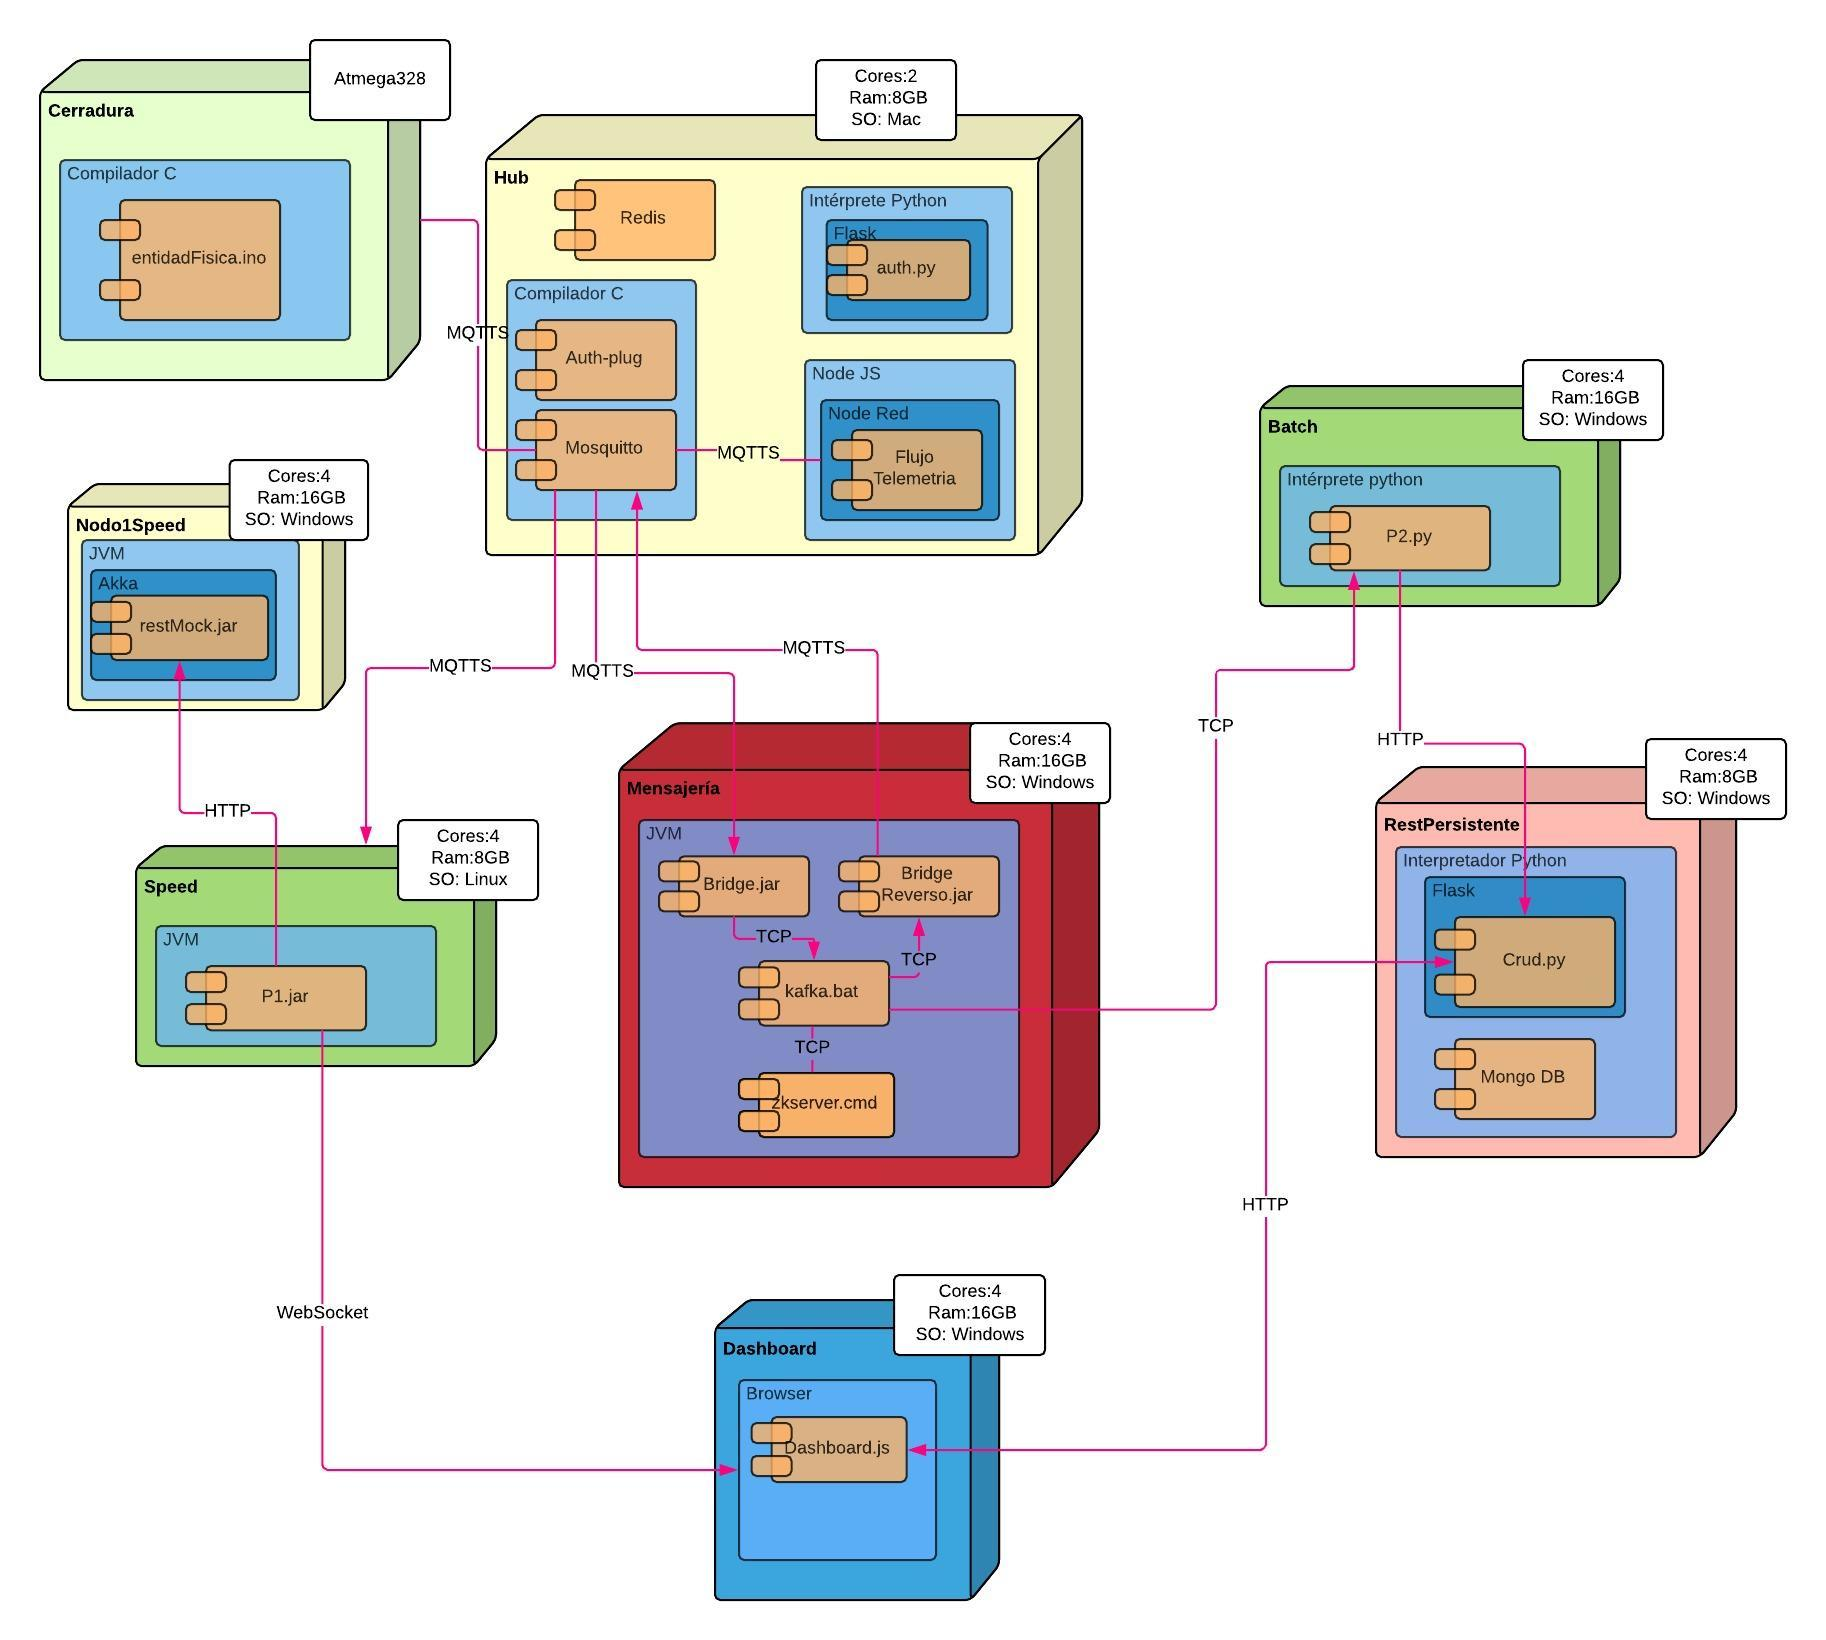 Atmega328
Cerradura
Compilador C
entidadFisica.ino
Cores:2
Ram:8GB
SO: Mac
Hub
Redis
Intérprete Python
Flask
auth.py
Compilador C
Auth-plug
Mosquitto
MQTTS
MQTTS
Node JS
Node Red
Flujo
Telemetria
Cores:4
Ram:16GB
SO: Windows
Batch
Intérprete python
P2.py
Cores:4
Ram:16GB
SO: Windows
Nodo1Speed
JVM
Akka
restMock.jar
MQTTS
MQTTS
MQTTS
TCP
HTTP
HTTP
Cores:4
Ram:8GB
SO: Linux
Speed
JVM
P1.jar
Cores:4
Ram:16GB
SO: Windows
Mensajería
JVM
Bridge.jar
Bridge
Reverso.jar
TCP
TCP
kafka.bat
TCP
zkserver.cmd
Cores:4
Ram:8GB
SO: Windows
RestPersistente
Interpretador Python
Flask
Crud.py
Mongo DB
HTTP
WebSocket
Cores:4
Ram:16GB
SO: Windows
Dashboard
Browser
Dashboard.js